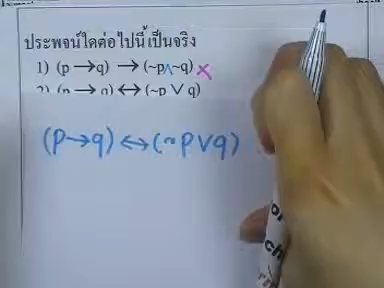 ประพจน์ใดต่อไปนี้เป็นจริง
1) (p → q) → (~p ∧ ~q) ✗
2) (p → q) ↔ (~p ∨ q)
(p → q) ↔ (~p ∨ q)